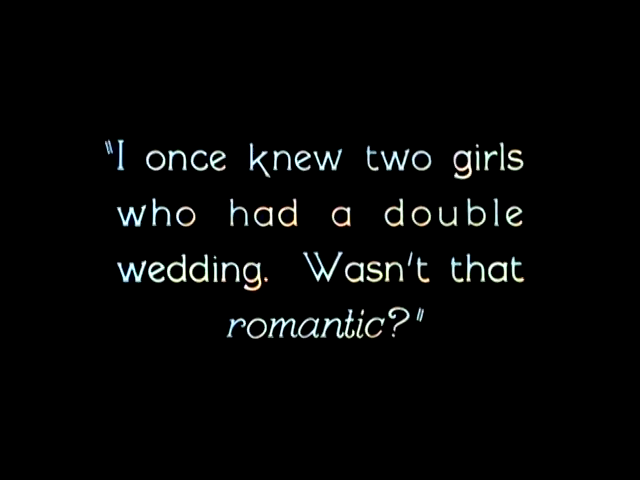 "I once knew two girls
who had a double
wedding. Wasn't that
romantic?"